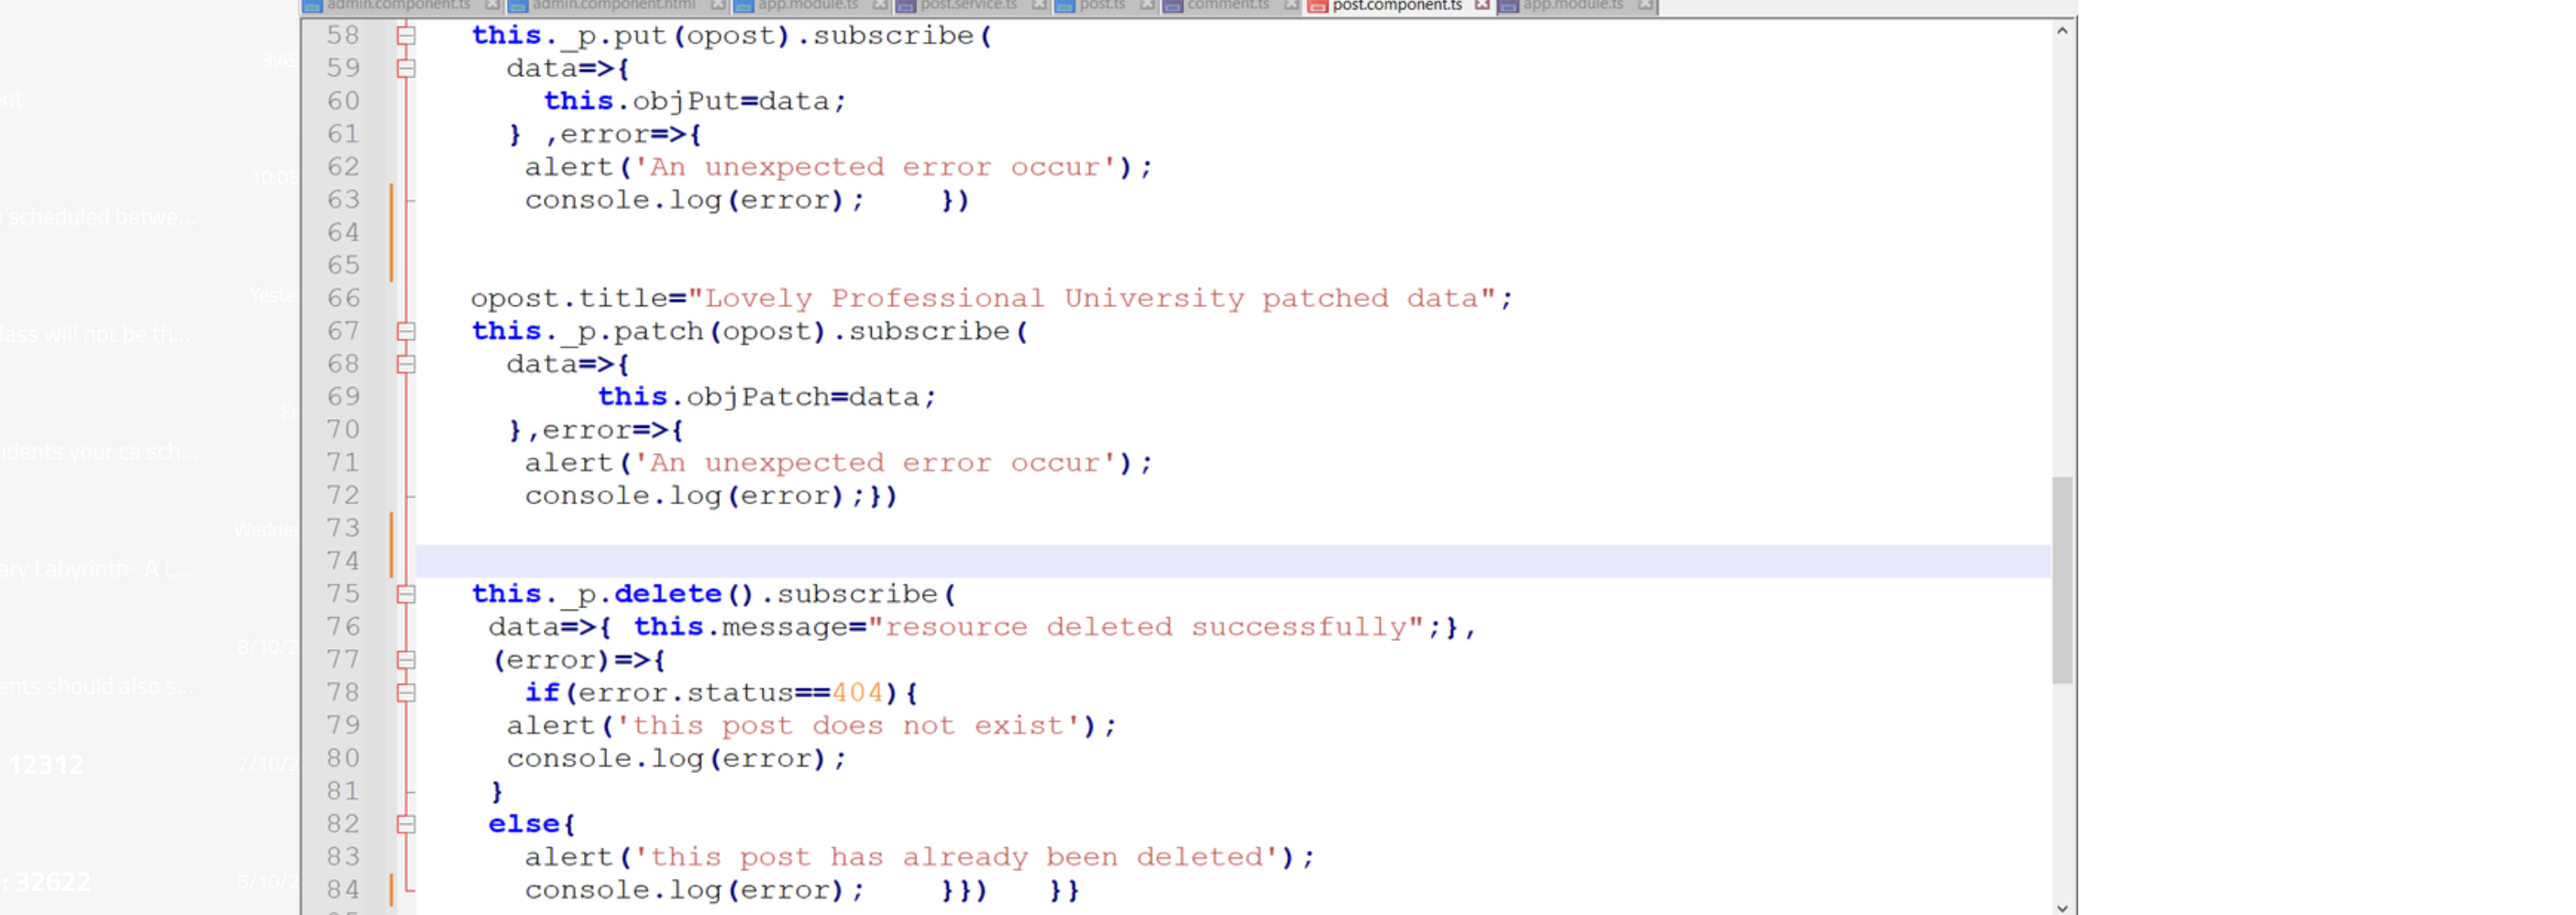 admin.component.ts admin.component.html app.module.ts post.service.ts post.ts comment.ts post.component.ts app.module.ts
58 this._p.put(opost).subscribe(
59 data=>{
60 this.objPut=data;
61 } ,error=>{
62 alert('An unexpected error occur');
63 console.log(error); })
64
65
66 opost.title="Lovely Professional University patched data";
67 this._p.patch(opost).subscribe(
68 data=>{
69 this.objPatch=data;
70 },error=>{
71 alert('An unexpected error occur');
72 console.log(error);})
73
74
75 this._p.delete().subscribe(
76 data=>{ this.message="resource deleted successfully";},
77 (error)=>{
78 if(error.status==404){
79 alert('this post does not exist');
80 console.log(error);
81 }
82 else{
83 alert('this post has already been deleted');
84 console.log(error); }}) }}
3:49
10:05
scheduled betwe...
Yeste
lass will not be th...
Fr
udents your ca sch...
Wednes
ary Labyrinth- A L...
8/10/2
ents should also s...
12312
7/10/2
: 32622
5/10/2